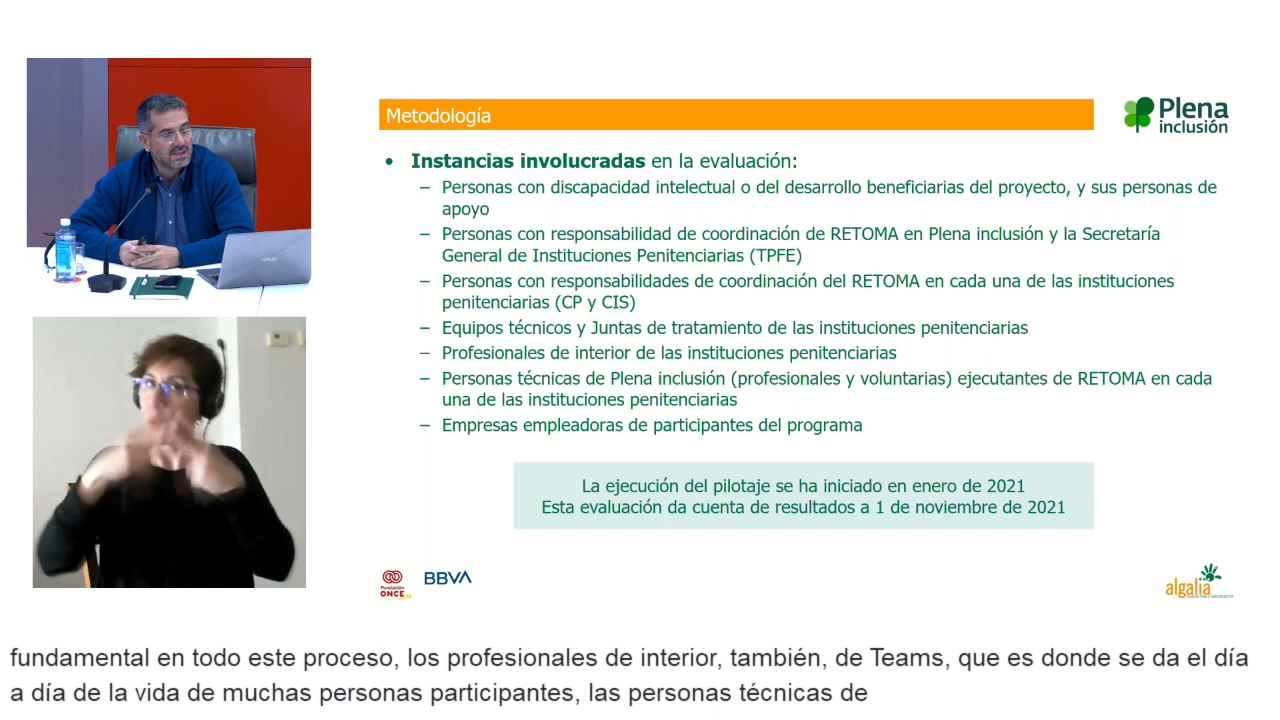 Metodología
Plena
inclusión
• Instancias involucradas en la evaluación:
– Personas con discapacidad intelectual o del desarrollo beneficiarias del proyecto, y sus personas de
apoyo
– Personas con responsabilidad de coordinación de RETOMA en Plena inclusión y la Secretaría
General de Instituciones Penitenciarias (TPFE)
– Personas con responsabilidades de coordinación del RETOMA en cada una de las instituciones
penitenciarias (CP y CIS)
– Equipos técnicos y Juntas de tratamiento de las instituciones penitenciarias
– Profesionales de interior de las instituciones penitenciarias
– Personas técnicas de Plena inclusión (profesionales y voluntarias) ejecutantes de RETOMA en cada
una de las instituciones penitenciarias
– Empresas empleadoras de participantes del programa
La ejecución del pilotaje se ha iniciado en enero de 2021
Esta evaluación da cuenta de resultados a 1 de noviembre de 2021
Fundación
ONCE
BBVA
algalia
fundamental en todo este proceso, los profesionales de interior, también, de Teams, que es donde se da el día
a día de la vida de muchas personas participantes, las personas técnicas de